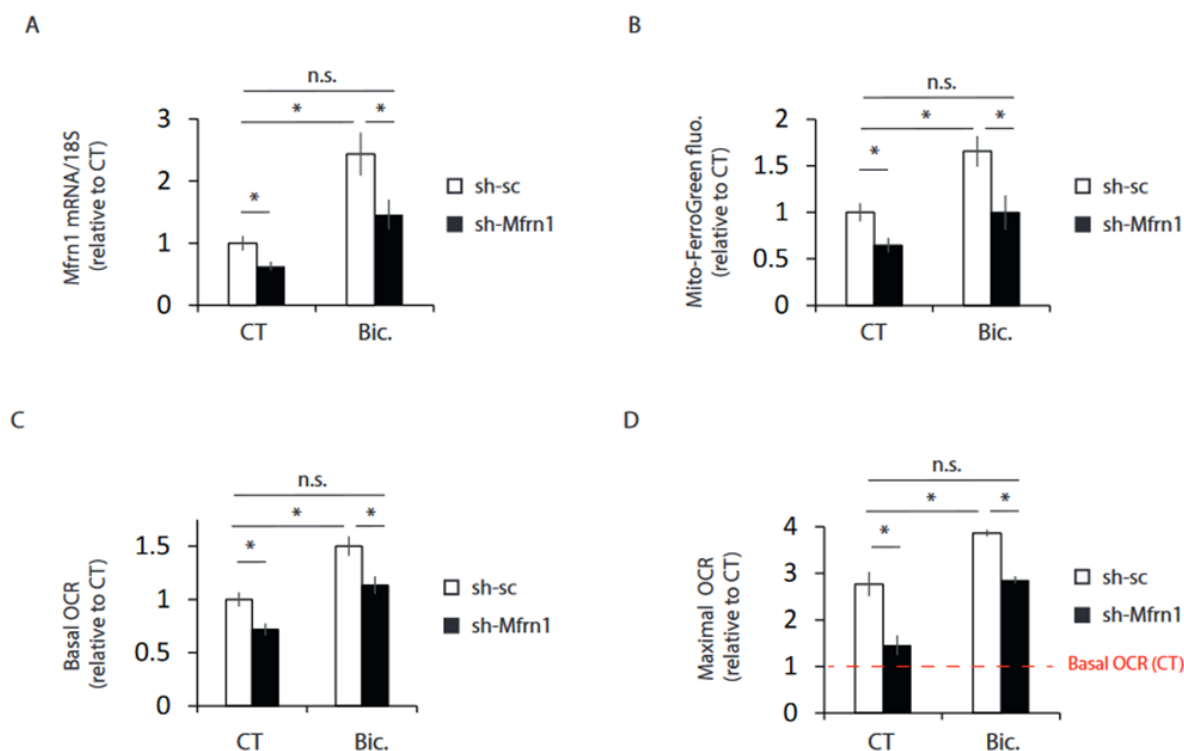 A
n.s.
*
*
*
3
2
1
0
Mfrn1 mRNA/18S
(relative to CT)
CT
Bic.
sh-sc
sh-Mfrn1
B
n.s.
*
*
*
2
1.5
1
0.5
0
Mito-FerroGreen fluo.
(relative to CT)
CT
Bic.
sh-sc
sh-Mfrn1
C
n.s.
*
*
*
1.5
1
0.5
0
Basal OCR
(relative to CT)
CT
Bic.
sh-sc
sh-Mfrn1
D
n.s.
*
*
*
4
3
2
1
0
Maximal OCR
(relative to CT)
CT
Bic.
sh-sc
sh-Mfrn1
Basal OCR (CT)